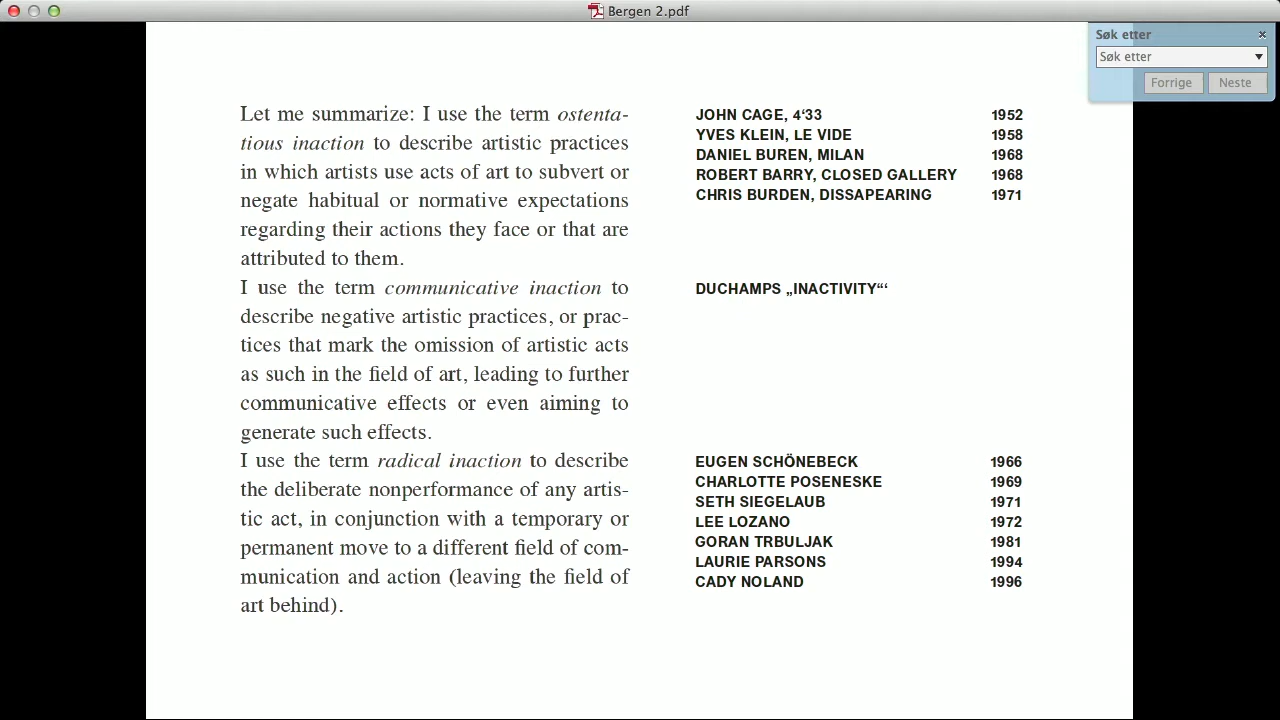 Bergen 2.pdf
Søk etter
Søk etter
Forrige Neste
Let me summarize: I use the term ostenta-
tious inaction to describe artistic practices
in which artists use acts of art to subvert or
negate habitual or normative expectations
regarding their actions they face or that are
attributed to them.
I use the term communicative inaction to
describe negative artistic practices, or prac-
tices that mark the omission of artistic acts
as such in the field of art, leading to further
communicative effects or even aiming to
generate such effects.
I use the term radical inaction to describe
the deliberate nonperformance of any artis-
tic act, in conjunction with a temporary or
permanent move to a different field of com-
munication and action (leaving the field of
art behind).
JOHN CAGE, 4‘33 1952
YVES KLEIN, LE VIDE 1958
DANIEL BUREN, MILAN 1968
ROBERT BARRY, CLOSED GALLERY 1968
CHRIS BURDEN, DISSAPEARING 1971
DUCHAMPS „INACTIVITY“‘
EUGEN SCHÖNEBECK 1966
CHARLOTTE POSENESKE 1969
SETH SIEGELAUB 1971
LEE LOZANO 1972
GORAN TRBULJAK 1981
LAURIE PARSONS 1994
CADY NOLAND 1996